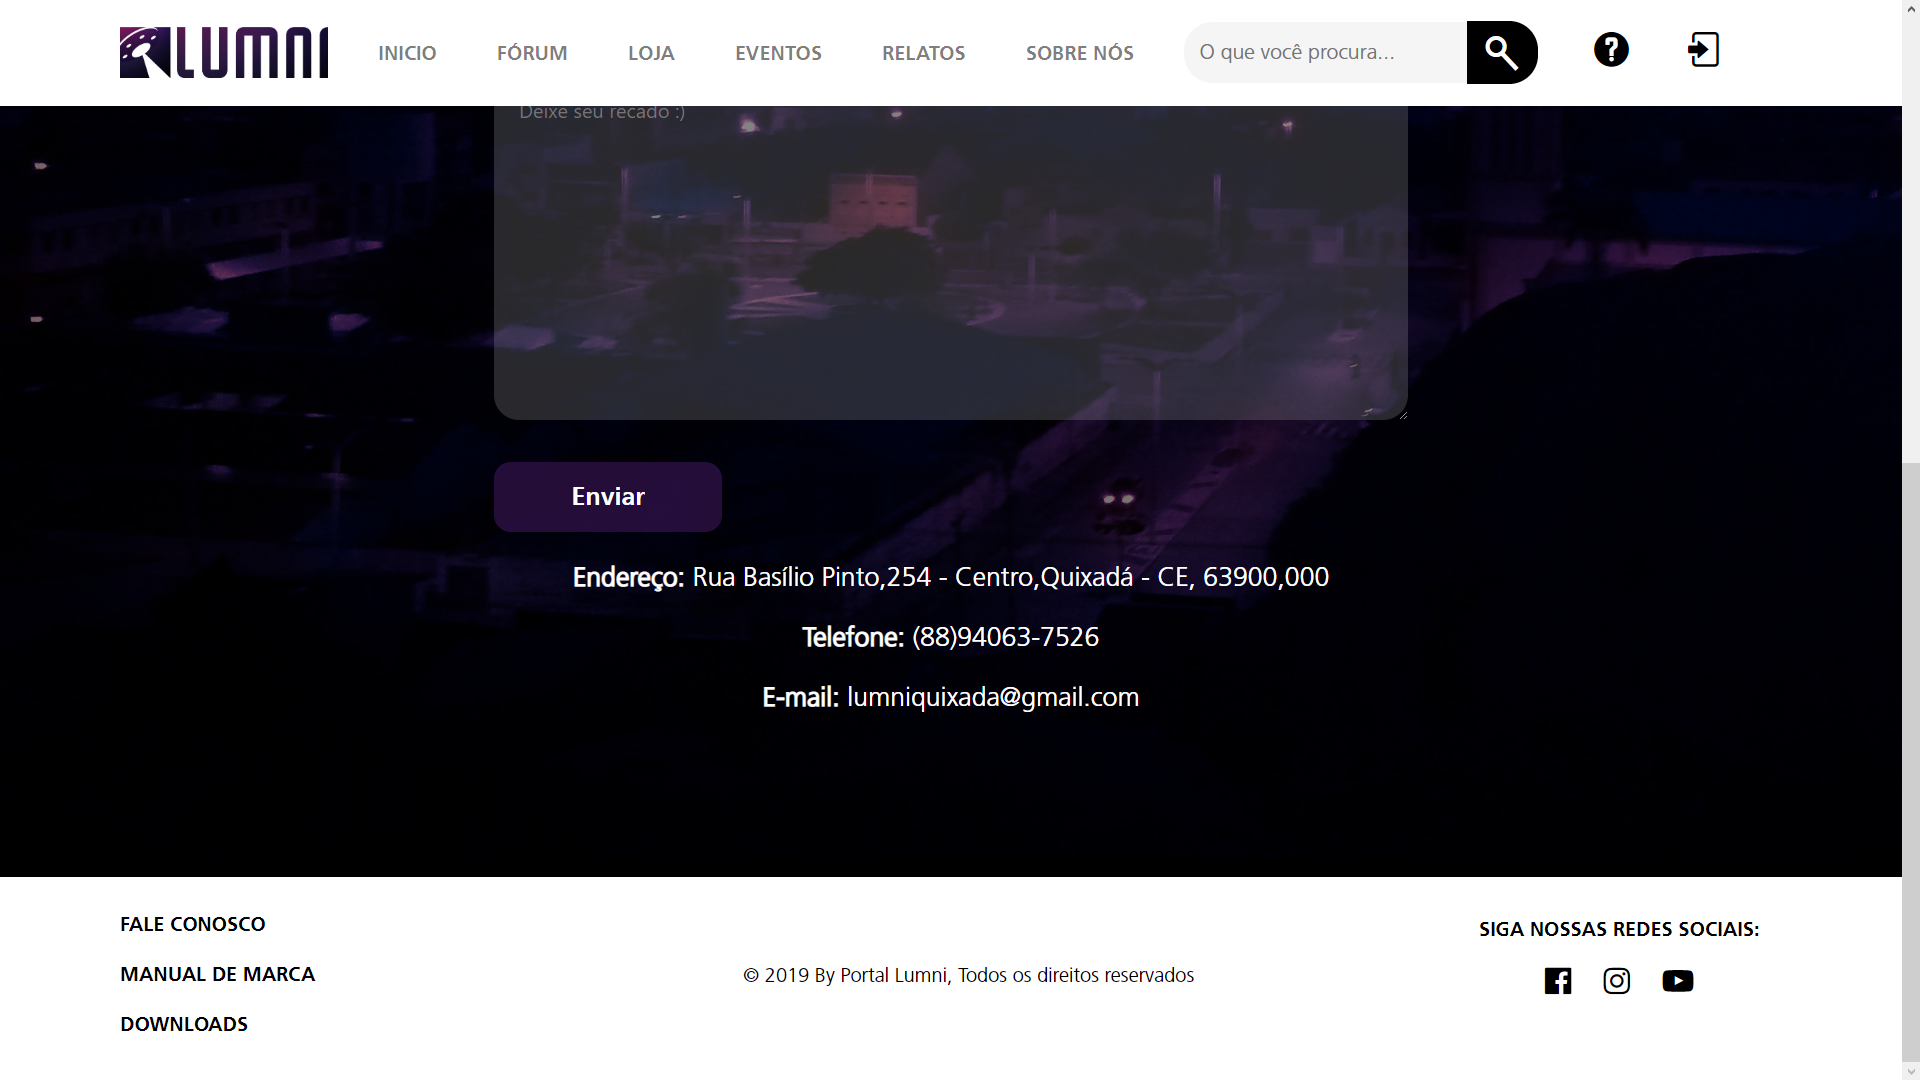 LUMNI
INICIO
FÓRUM
LOJA
EVENTOS
RELATOS
SOBRE NÓS
O que você procura...
Deixe seu recado :)
Enviar
Endereço: Rua Basílio Pinto,254 - Centro,Quixadá - CE, 63900,000
Telefone: (88)94063-7526
E-mail: lumniquixada@gmail.com
FALE CONOSCO
MANUAL DE MARCA
DOWNLOADS
© 2019 By Portal Lumni, Todos os direitos reservados
SIGA NOSSAS REDES SOCIAIS: